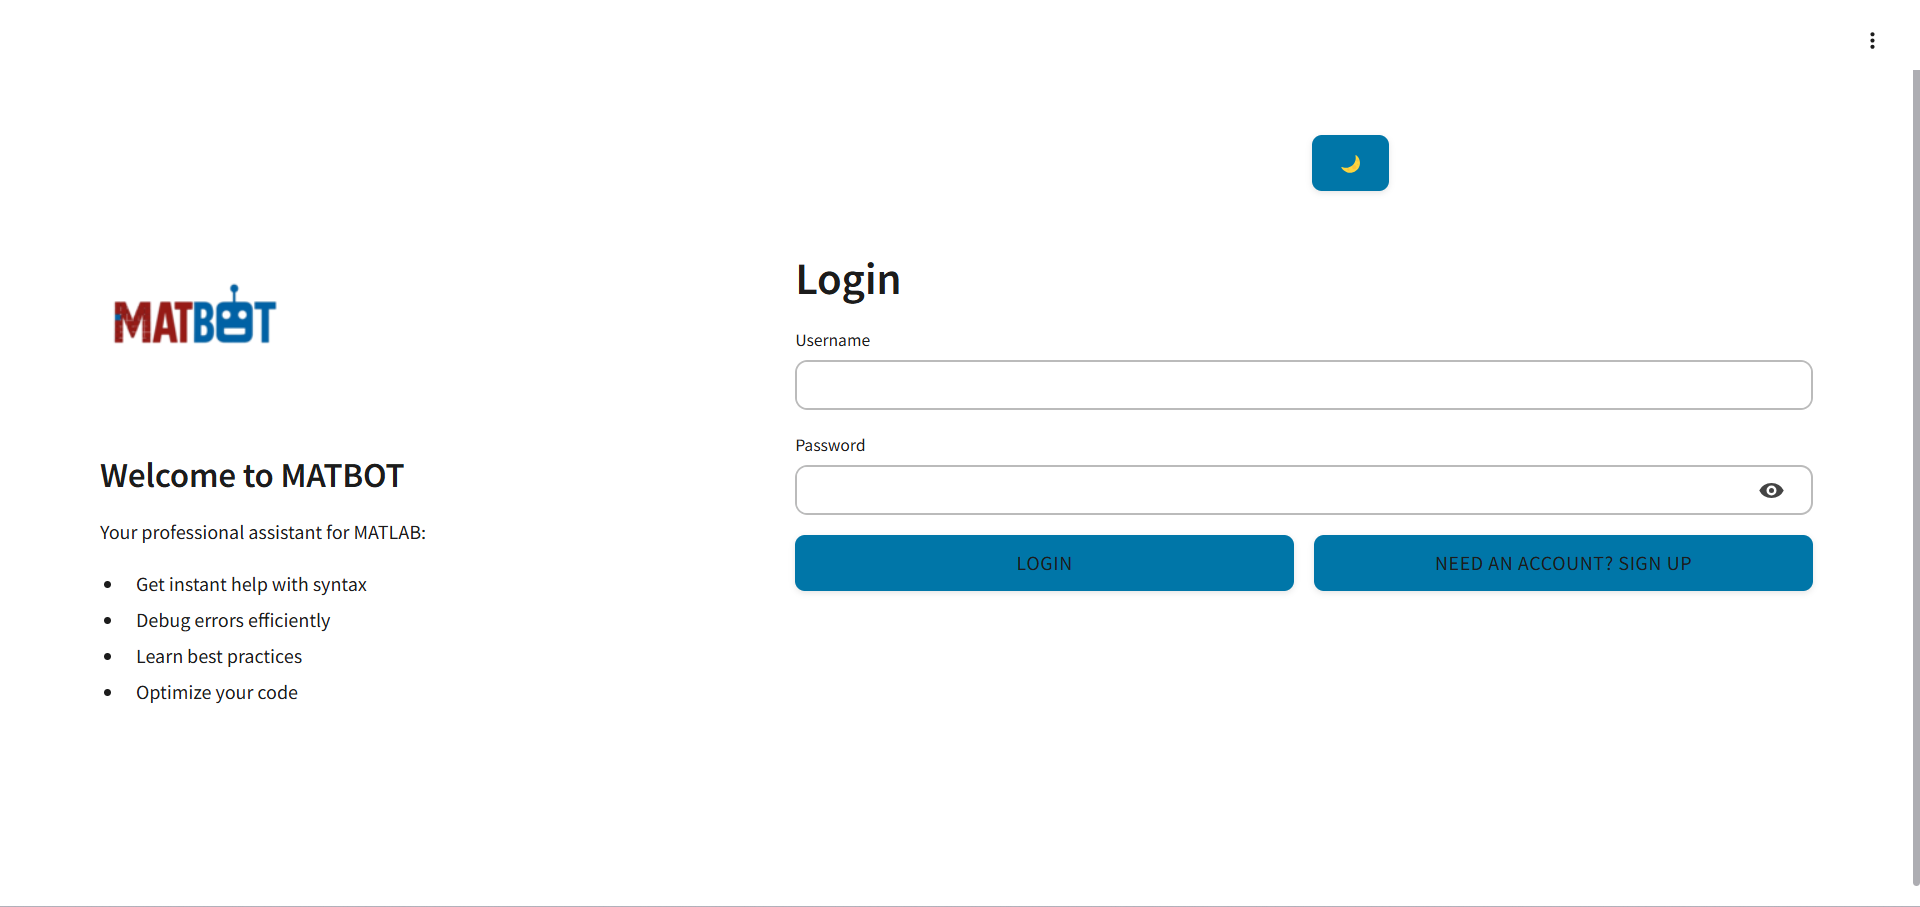 MATBOT
Welcome to MATBOT
Your professional assistant for MATLAB:
Get instant help with syntax
Debug errors efficiently
Learn best practices
Optimize your code
Login
Username
Password
LOGIN
NEED AN ACCOUNT? SIGN UP